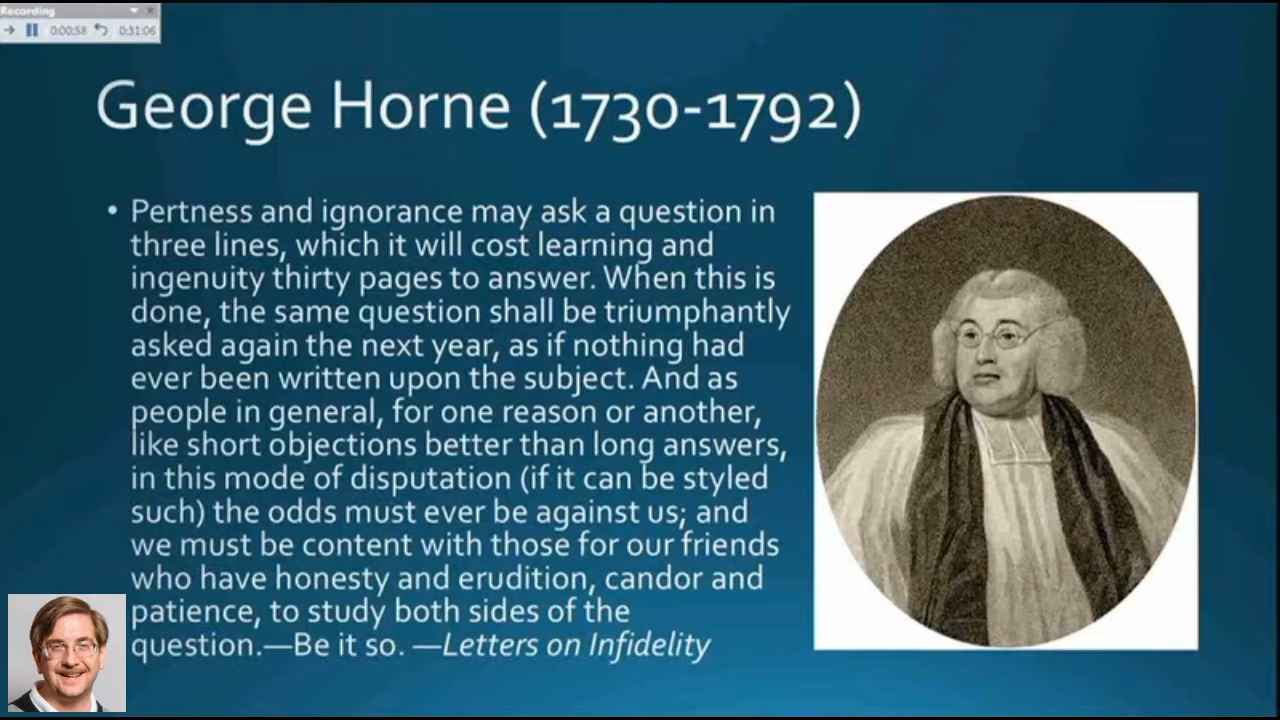 Recording
0:00:58 0:31:06
George Horne (1730-1792)
• Pertness and ignorance may ask a question in
three lines, which it will cost learning and
ingenuity thirty pages to answer. When this is
done, the same question shall be triumphantly
asked again the next year, as if nothing had
ever been written upon the subject. And as
people in general, for one reason or another,
like short objections better than long answers,
in this mode of disputation (if it can be styled
such) the odds must ever be against us; and
we must be content with those for our friends
who have honesty and erudition, candor and
patience, to study both sides of the
question.—Be it so. —Letters on Infidelity